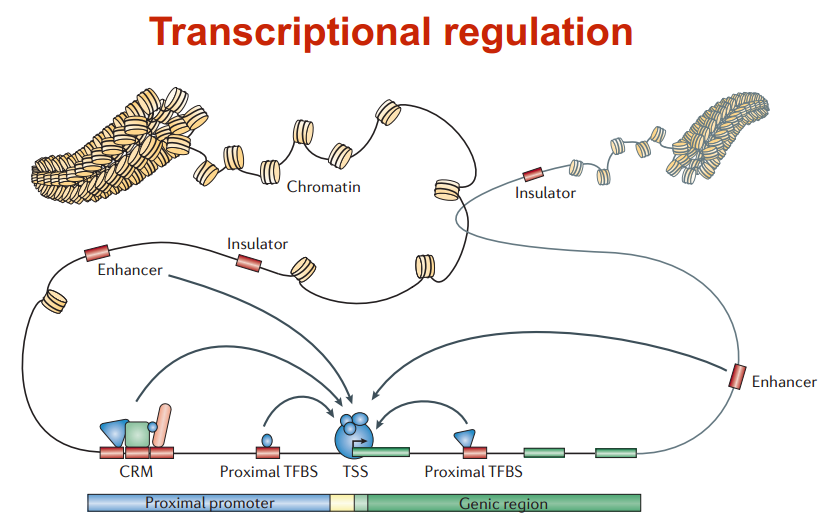 Transcriptional regulation
Chromatin
Insulator
Insulator
Enhancer
Enhancer
CRM
Proximal TFBS
TSS
Proximal TFBS
Proximal promoter
Genic region